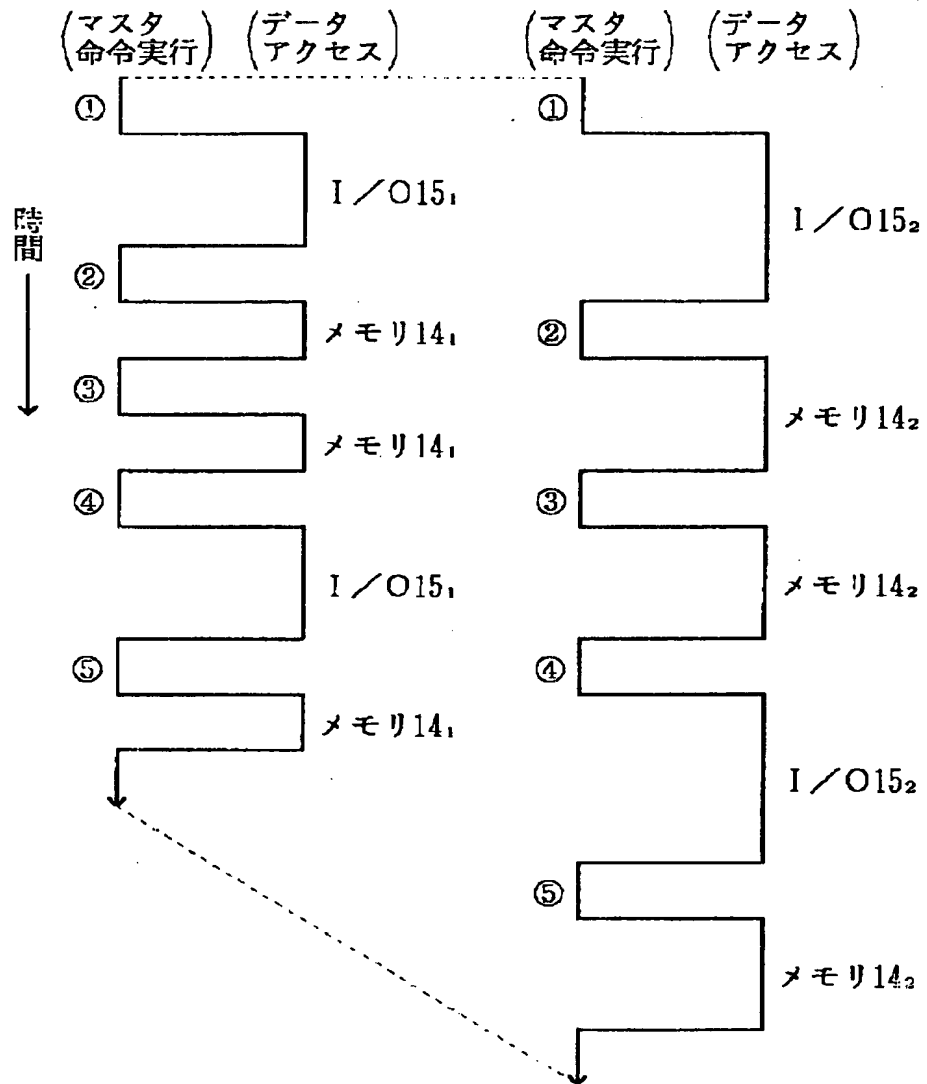 (マスタ命令実行) (データアクセス)
(マスタ命令実行) (データアクセス)
①
I/O15₁
②
メモリ14₁
③
メモリ14₁
④
I/O15₁
⑤
メモリ14₁
時間
①
I/O15₂
②
メモリ14₂
③
メモリ14₂
④
I/O15₂
⑤
メモリ14₂